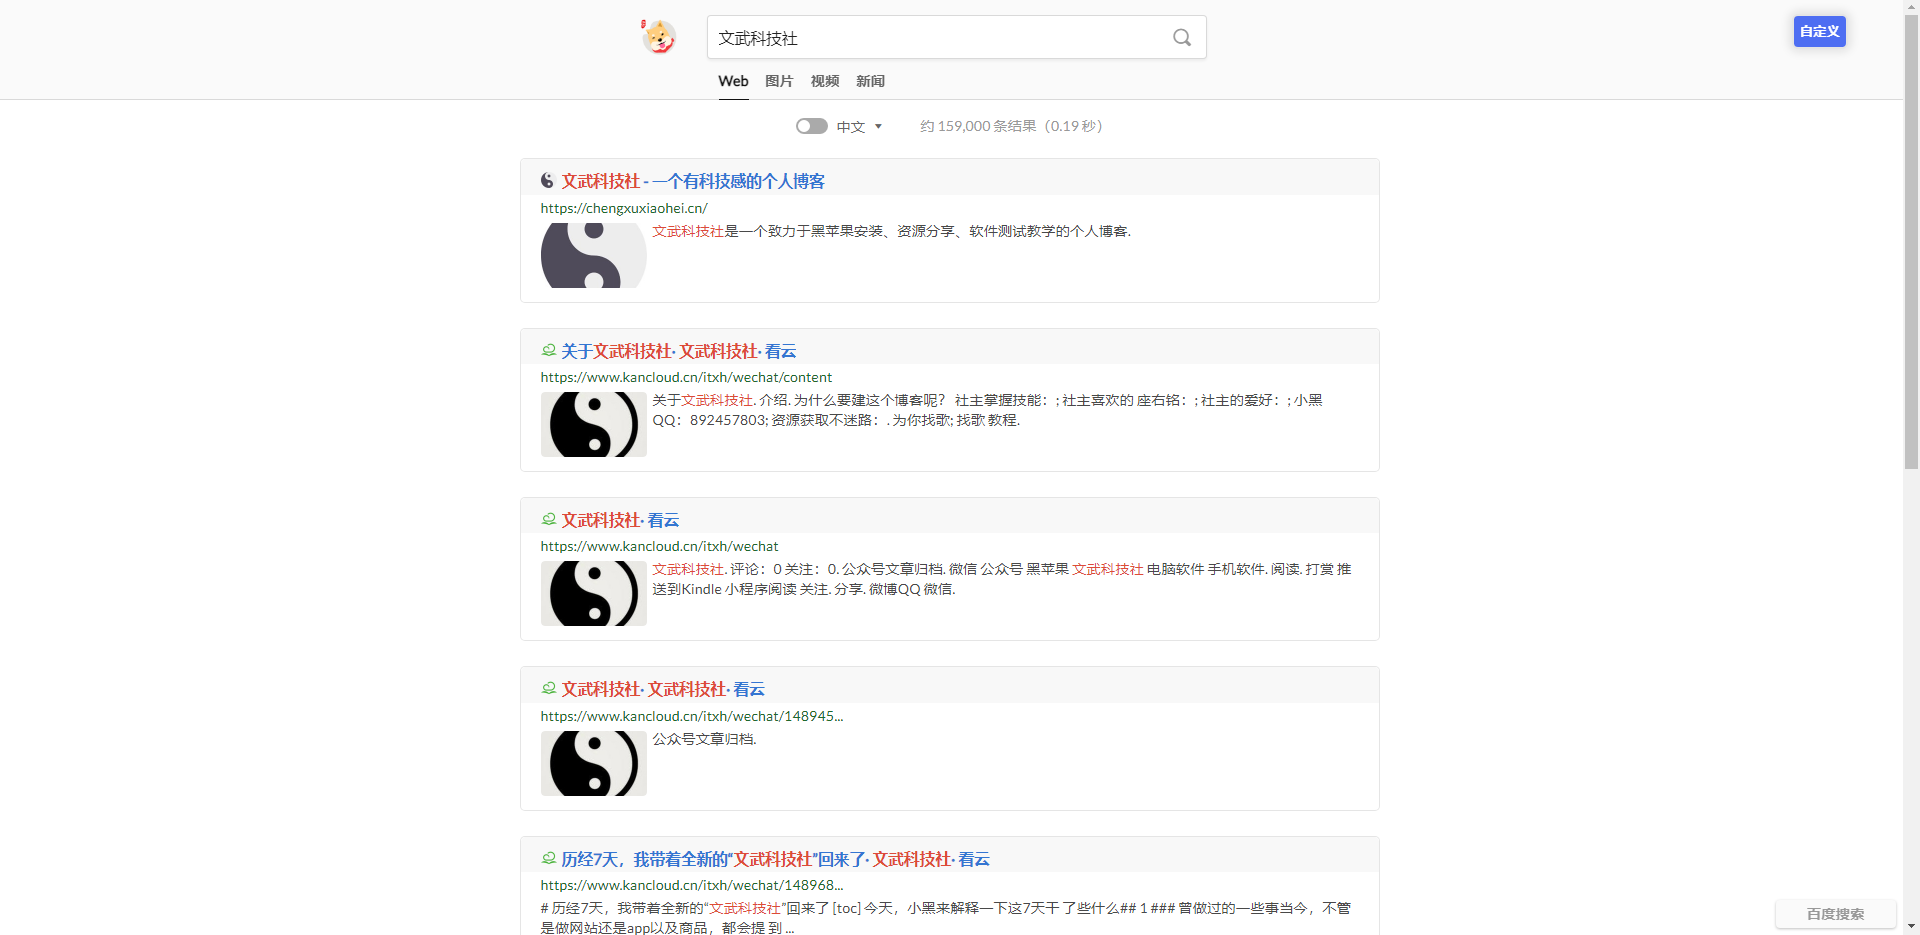 文武科技社
自定义
Web 图片 视频 新闻
中文 约 159,000 条结果（0.19 秒）
文武科技社 - 一个有科技感的个人博客
https://chengxuxiaohei.cn/
文武科技社是一个致力于黑苹果安装、资源分享、软件测试教学的个人博客.
关于文武科技社· 文武科技社· 看云
https://www.kancloud.cn/itxh/wechat/content
关于文武科技社. 介绍. 为什么要建这个博客呢？ 社主掌握技能：; 社主喜欢的 座右铭：; 社主的爱好：; 小黑
QQ：892457803; 资源获取不迷路：. 为你找歌; 找歌 教程.
文武科技社· 看云
https://www.kancloud.cn/itxh/wechat
文武科技社. 评论：0 关注：0. 公众号文章归档. 微信 公众号 黑苹果 文武科技社 电脑软件 手机软件. 阅读. 打赏 推
送到Kindle 小程序阅读 关注. 分享. 微博QQ 微信.
文武科技社· 文武科技社· 看云
https://www.kancloud.cn/itxh/wechat/148945...
公众号文章归档.
历经7天，我带着全新的“文武科技社”回来了· 文武科技社· 看云
https://www.kancloud.cn/itxh/wechat/148968...
# 历经7天，我带着全新的“文武科技社”回来了 [toc] 今天，小黑来解释一下这7天干 了些什么## 1 ### 曾做过的一些事当今，不管
是做网站还是app以及商品，都会提 到 ...
百度搜索